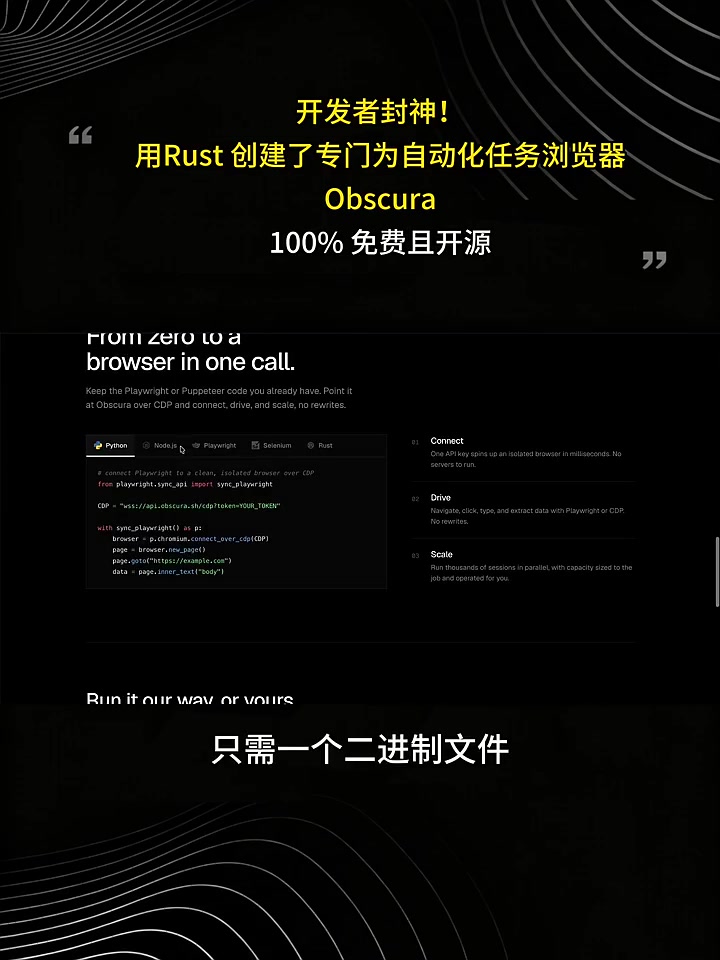 “
开发者封神！
用Rust 创建了专门为自动化任务浏览器
Obscura
100% 免费且开源
”
From zero to a
browser in one call.
Keep the Playwright or Puppeteer code you already have. Point it
at Obscura over CDP and connect, drive, and scale, no rewrites.
Python Node.js Playwright Selenium Rust
# connect Playwright to a clean, isolated browser over CDP
from playwright.sync_api import sync_playwright
CDP = "wss://api.obscura.sh/cdp?token=YOUR_TOKEN"
with sync_playwright() as p:
    browser = p.chromium.connect_over_cdp(CDP)
    page = browser.new_page()
    page.goto("https://example.com")
    data = page.inner_text("body")
01 Connect
One API key spins up an isolated browser in milliseconds. No
servers to run.
02 Drive
Navigate, click, type, and extract data with Playwright or CDP.
No rewrites.
03 Scale
Run thousands of sessions in parallel, with capacity sized to the
job and operated for you.
Run it our way, or yours
只需一个二进制文件